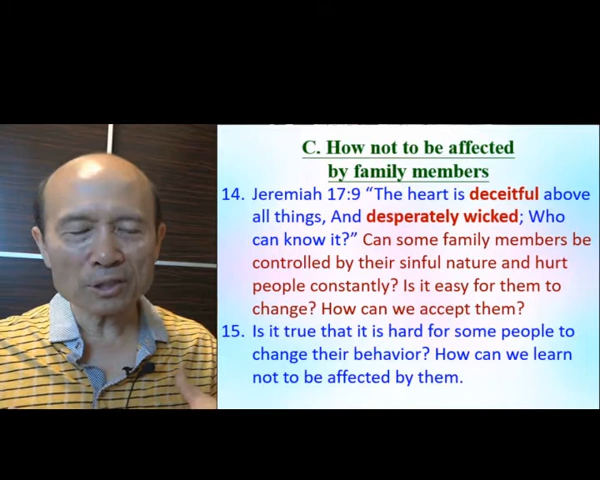 C. How not to be affected
by family members
14. Jeremiah 17:9 “The heart is deceitful above
all things, And desperately wicked; Who
can know it?” Can some family members be
controlled by their sinful nature and hurt
people constantly? Is it easy for them to
change? How can we accept them?
15. Is it true that it is hard for some people to
change their behavior? How can we learn
not to be affected by them.